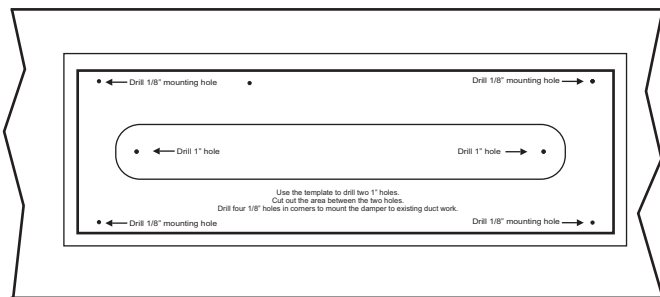 Drill 1/8" mounting hole
Drill 1/8" mounting hole
Drill 1" hole
Drill 1" hole
Use the template to drill two 1" holes.
Cut out the area between the two holes.
Drill four 1/8" holes in corners to mount the damper to existing duct work.
Drill 1/8" mounting hole
Drill 1/8" mounting hole